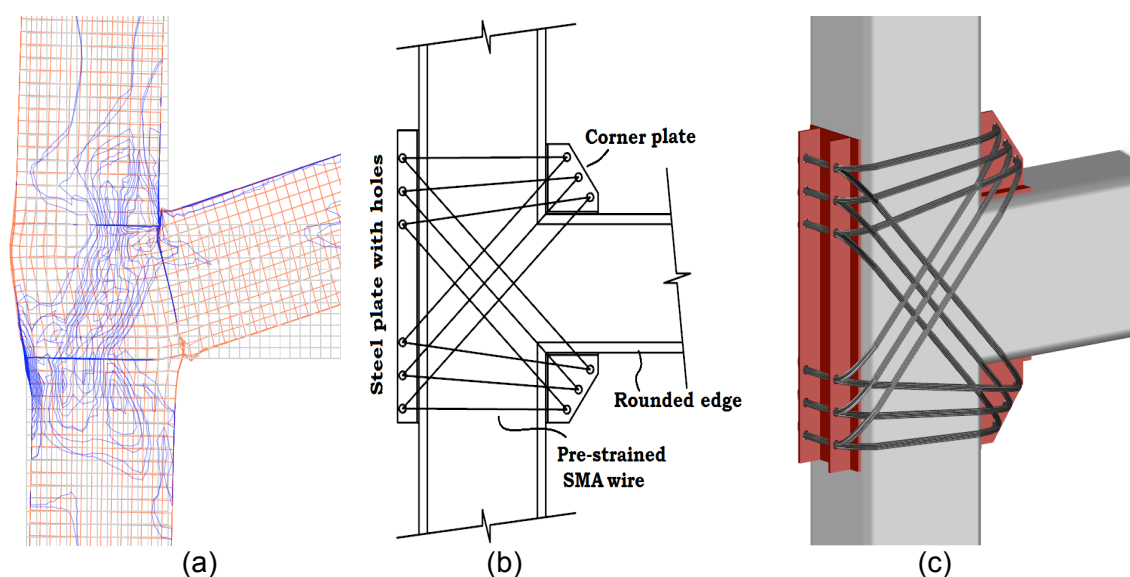 Steel plate with holes
Corner plate
Rounded edge
Pre-strained
SMA wire
(a)
(b)
(c)